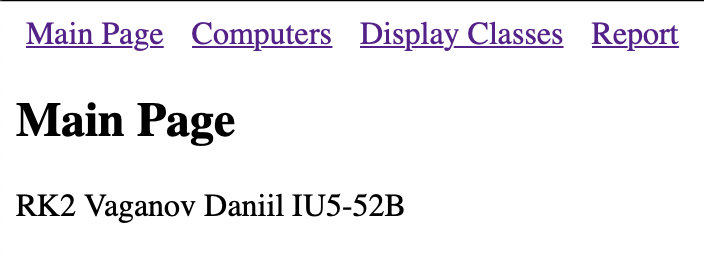 Main Page Computers Display Classes Report
Main Page
RK2 Vaganov Daniil IU5-52B